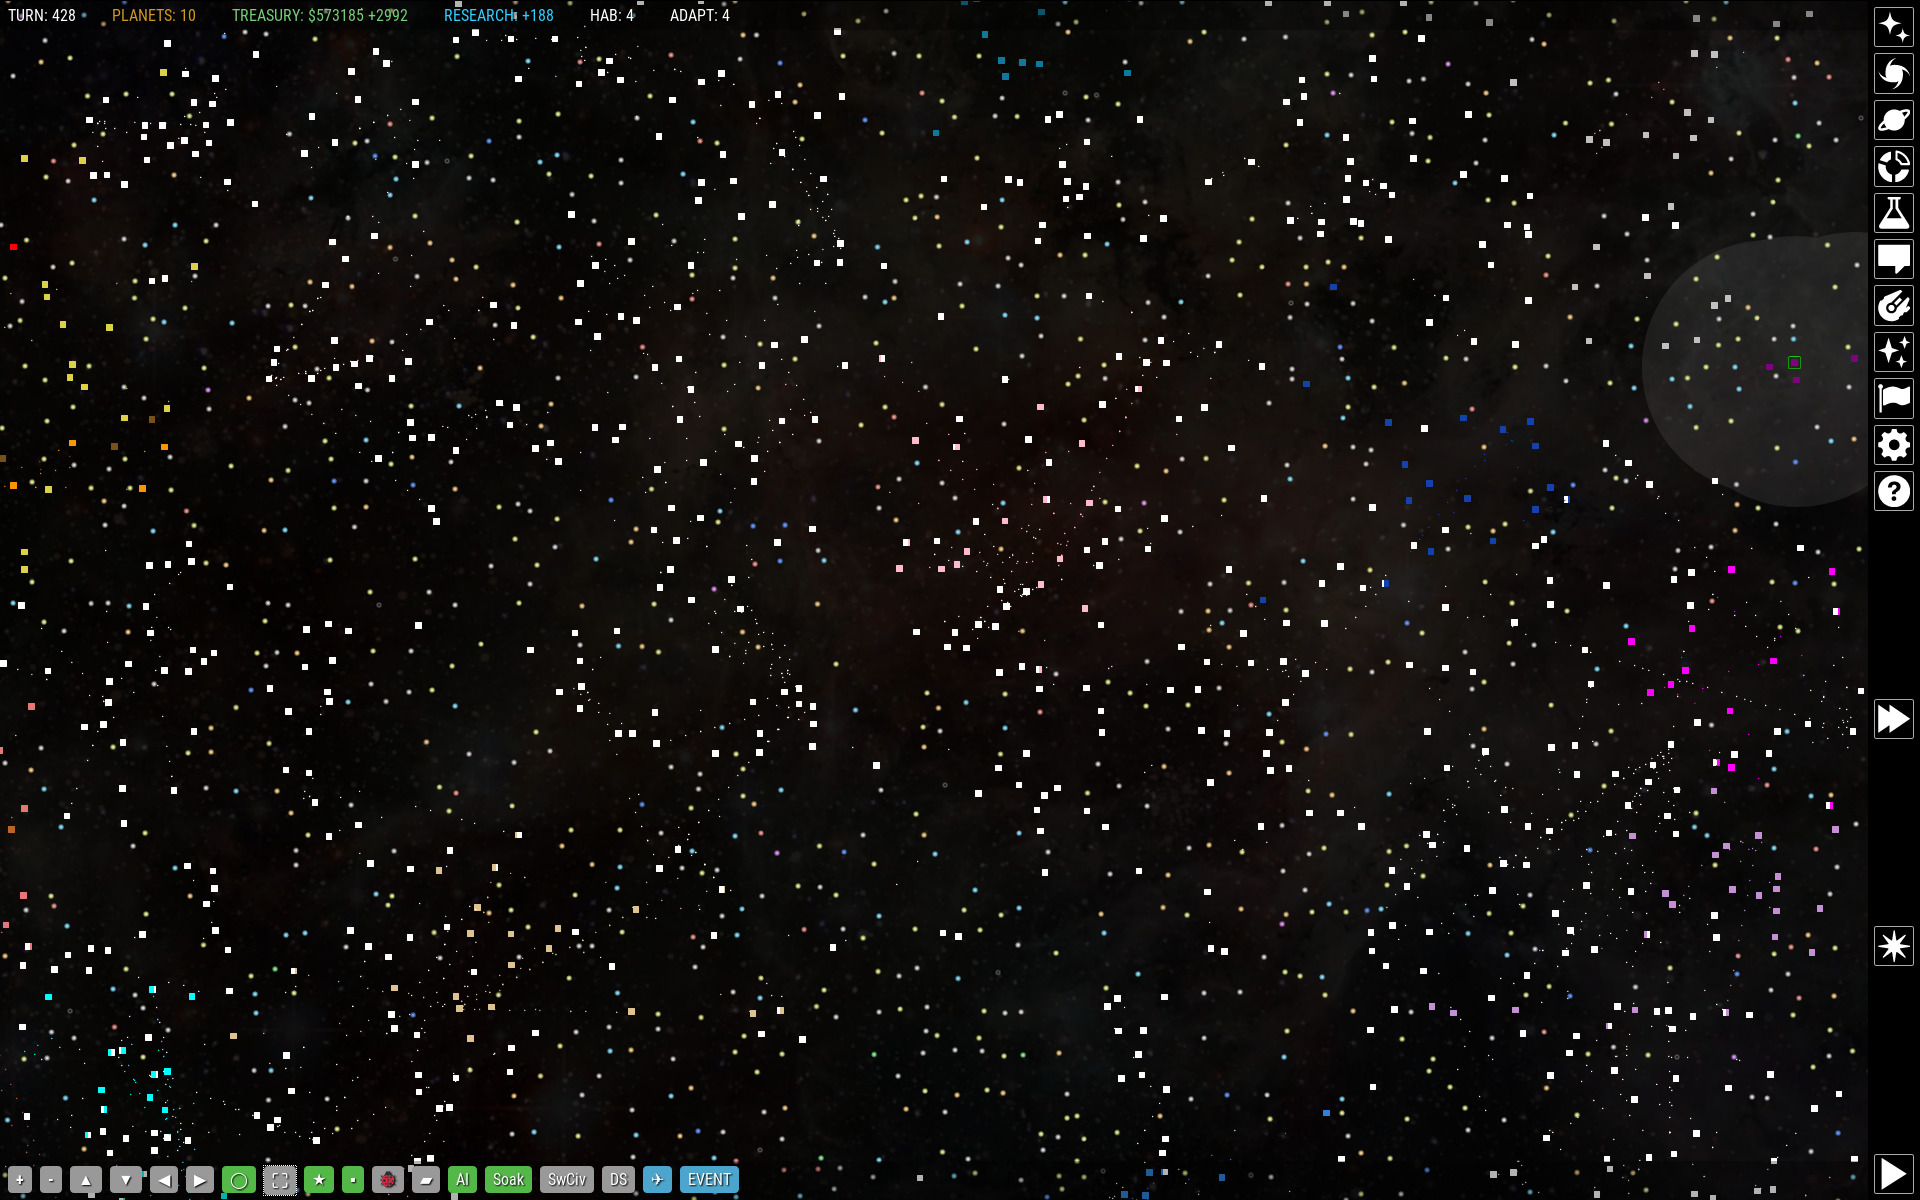 TURN: 428 PLANETS: 10 TREASURY: $573185 +2992 RESEARCH: +188 HAB: 4 ADAPT: 4
+ - AI Soak SwCiv DS EVENT